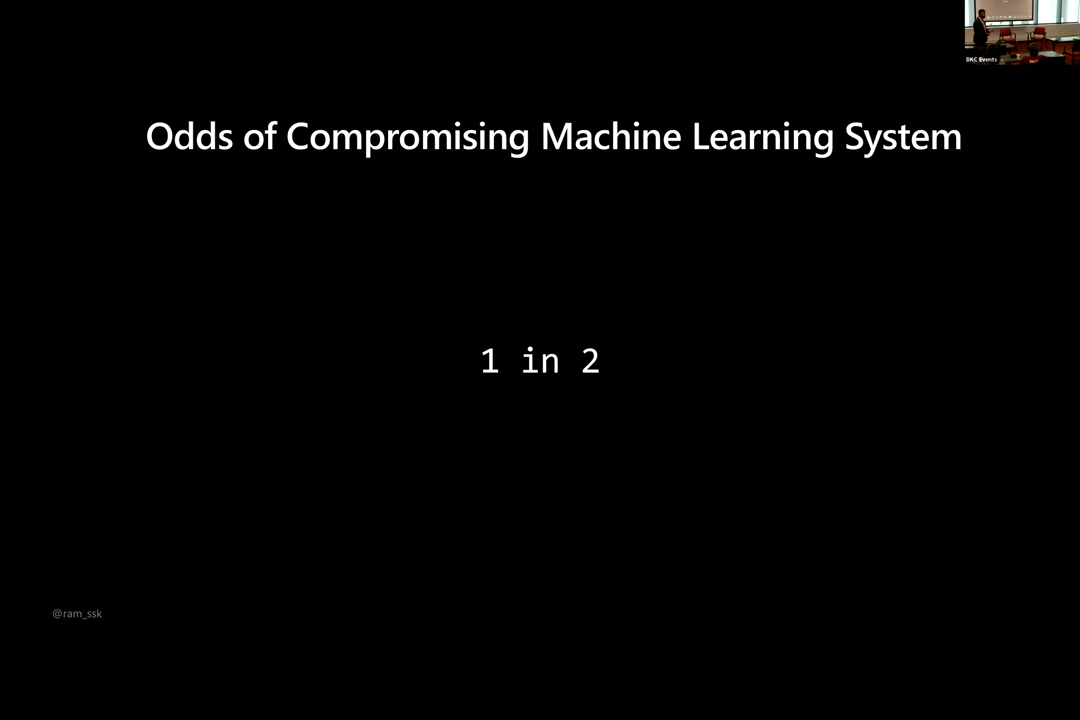 BKC Events
Odds of Compromising Machine Learning System
1 in 2
@ram_ssk